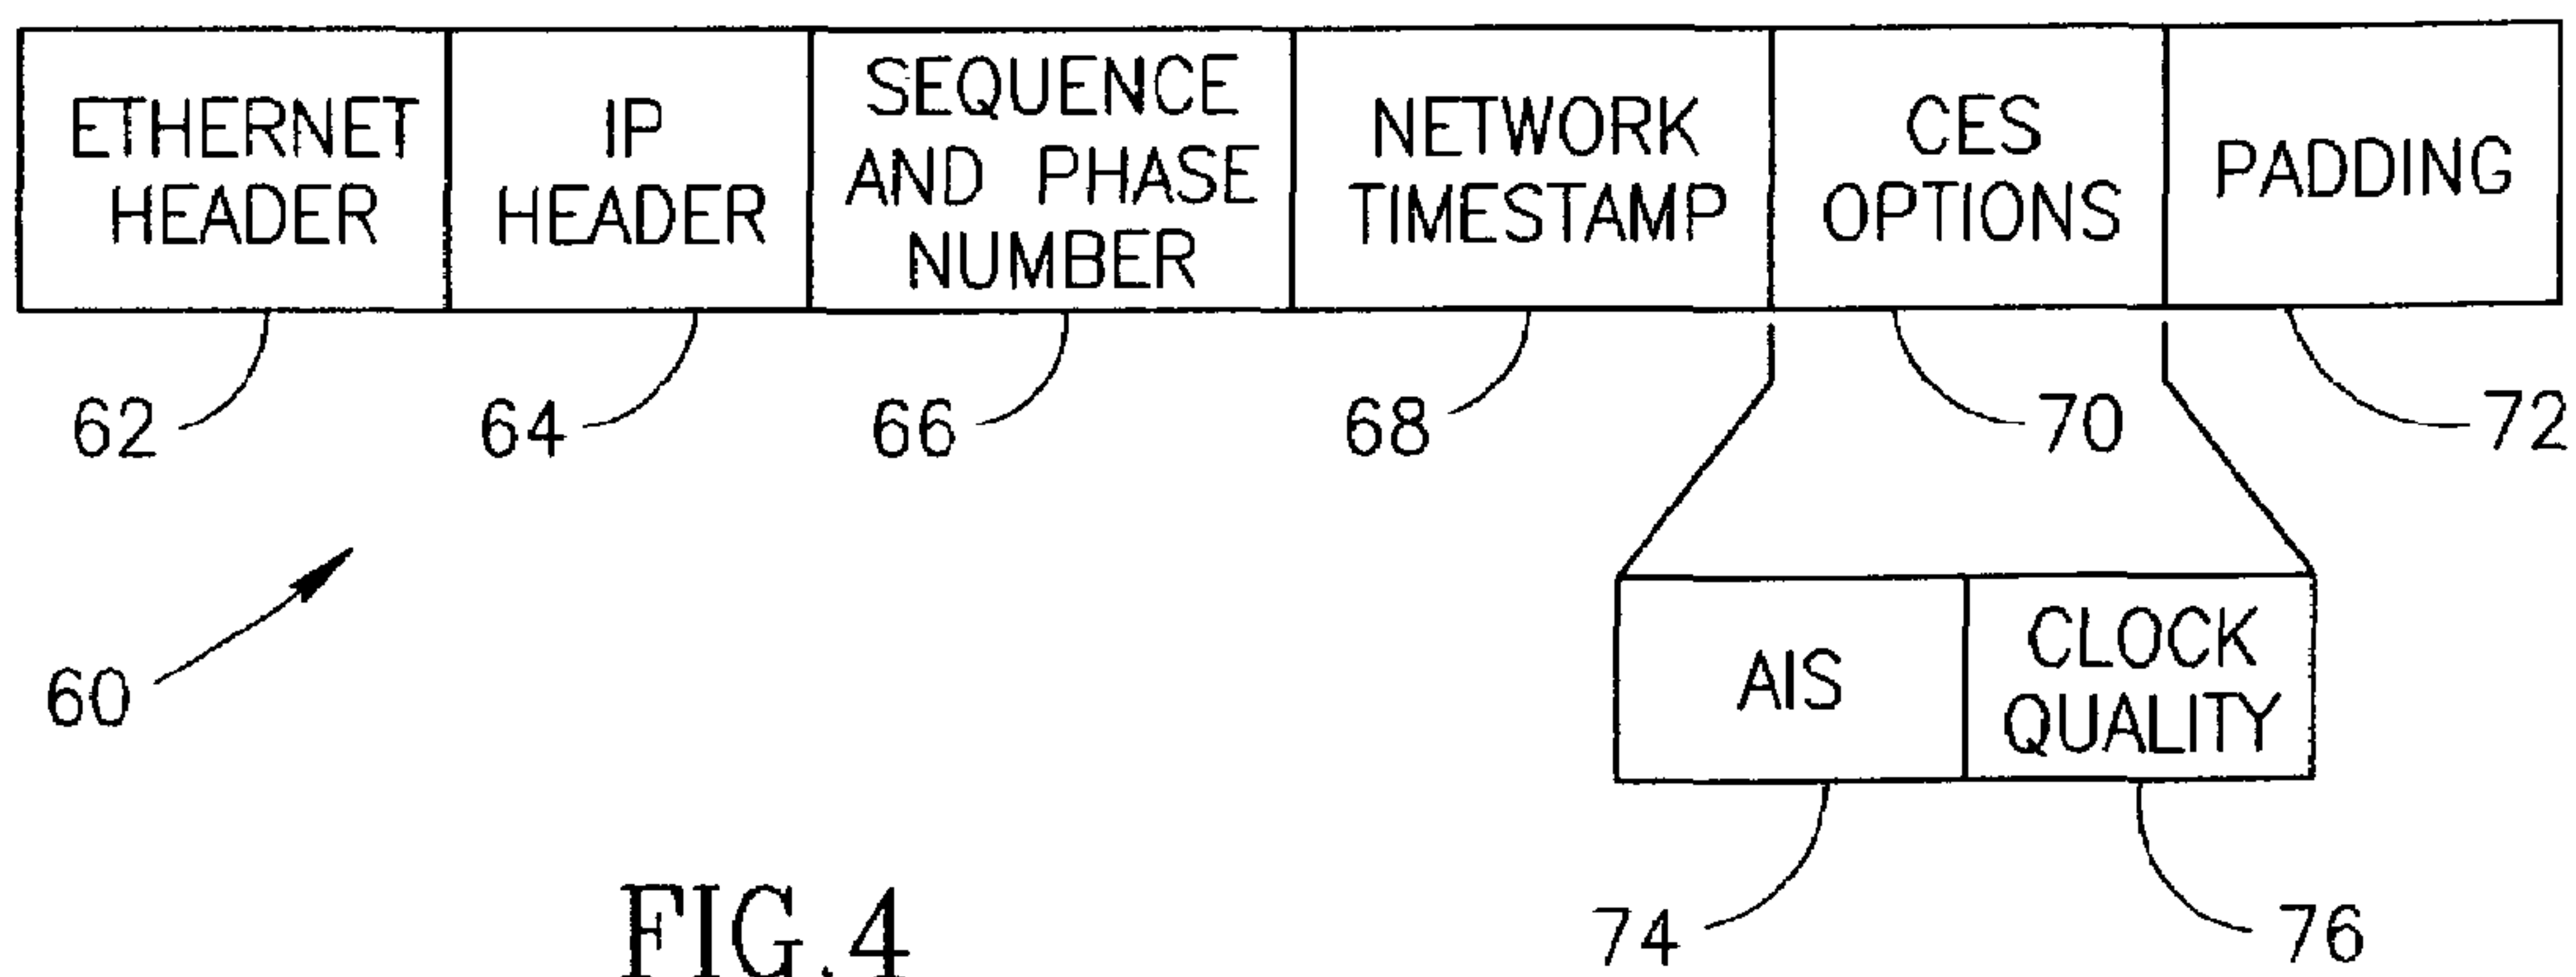 ETHERNET
HEADER
IP
HEADER
SEQUENCE
AND PHASE
NUMBER
NETWORK
TIMESTAMP
CES
OPTIONS
PADDING
62
64
66
68
70
72
60
AIS
CLOCK
QUALITY
74
76
FIG.4